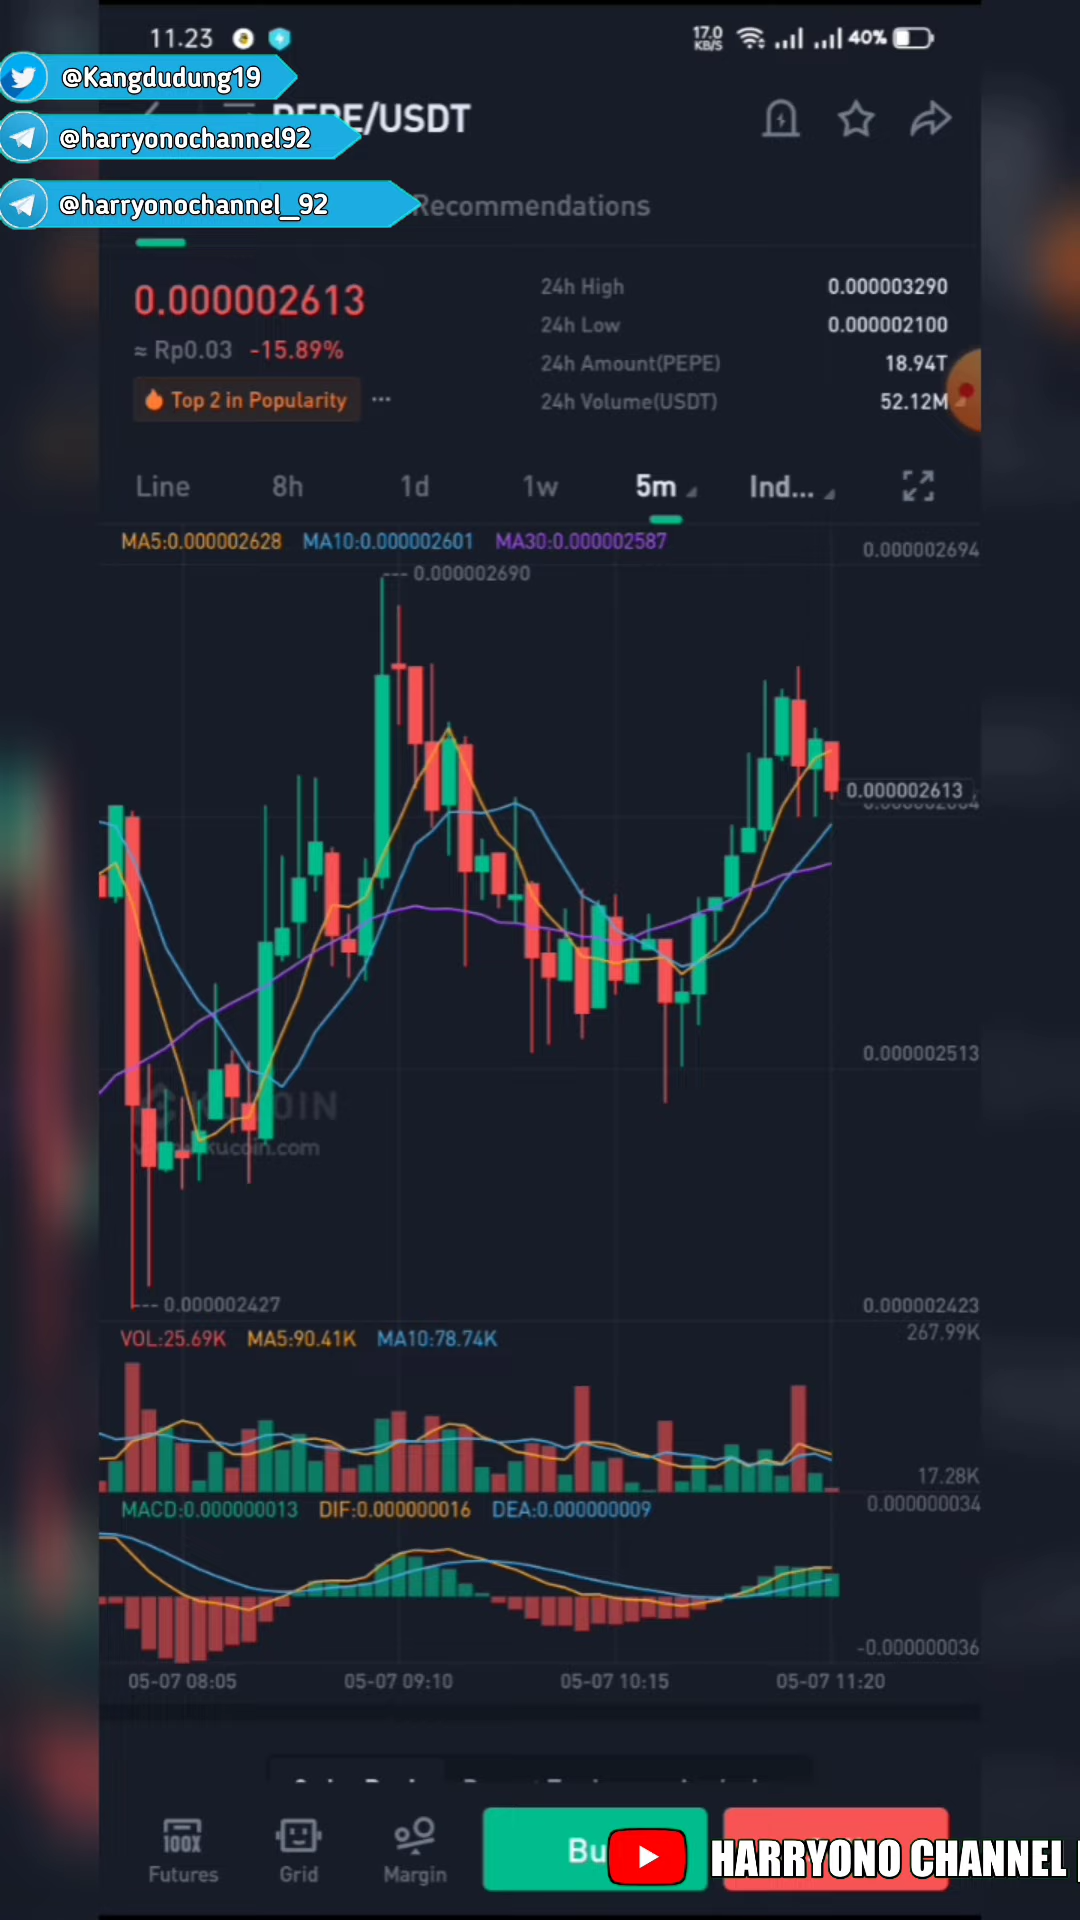 11.23
17.0 KB/S
40%
@Kangdudung19
/USDT
@harryonochannel92
@harryonochannel_92
Recommendations
0.000002613
≈ Rp0.03 -15.89%
Top 2 in Popularity ...
24h High 0.000003290
24h Low 0.000002100
24h Amount(PEPE) 18.94T
24h Volume(USDT) 52.12M
Line 8h 1d 1w 5m Ind...
MA5:0.000002628 MA10:0.000002601 MA30:0.000002587
0.000002694
0.000002690
0.000002613
0.000002513
KUCOIN
kucoin.com
0.000002427
0.000002423
VOL:25.69K MA5:90.41K MA10:78.74K
267.99K
17.28K
MACD:0.000000013 DIF:0.000000016 DEA:0.000000009
0.000000034
-0.000000036
05-07 08:05 05-07 09:10 05-07 10:15 05-07 11:20
100X
Futures Grid Margin
Bu
HARRYONO CHANNEL